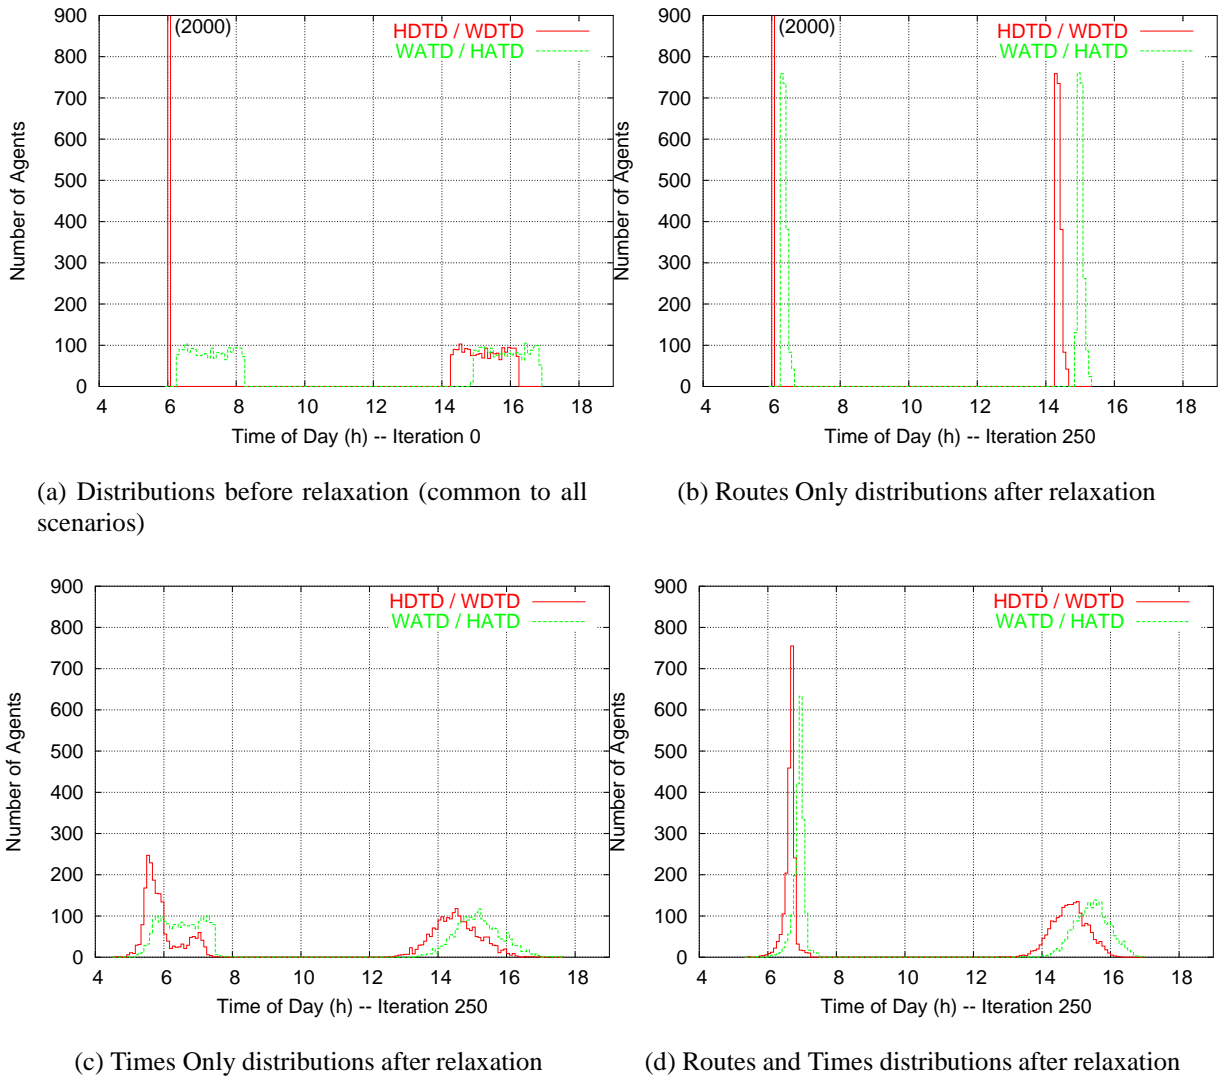 900
800
700
600
500
400
300
200
100
0
Number of Agents
(2000)
HDTD / WDTD
WATD / HATD
4 6 8 10 12 14 16 18
Time of Day (h) -- Iteration 0
(a) Distributions before relaxation (common to all
scenarios)
900
800
700
600
500
400
300
200
100
0
Number of Agents
(2000)
HDTD / WDTD
WATD / HATD
4 6 8 10 12 14 16 18
Time of Day (h) -- Iteration 250
(b) Routes Only distributions after relaxation
900
800
700
600
500
400
300
200
100
0
Number of Agents
HDTD / WDTD
WATD / HATD
4 6 8 10 12 14 16 18
Time of Day (h) -- Iteration 250
(c) Times Only distributions after relaxation
900
800
700
600
500
400
300
200
100
0
Number of Agents
HDTD / WDTD
WATD / HATD
4 6 8 10 12 14 16 18
Time of Day (h) -- Iteration 250
(d) Routes and Times distributions after relaxation